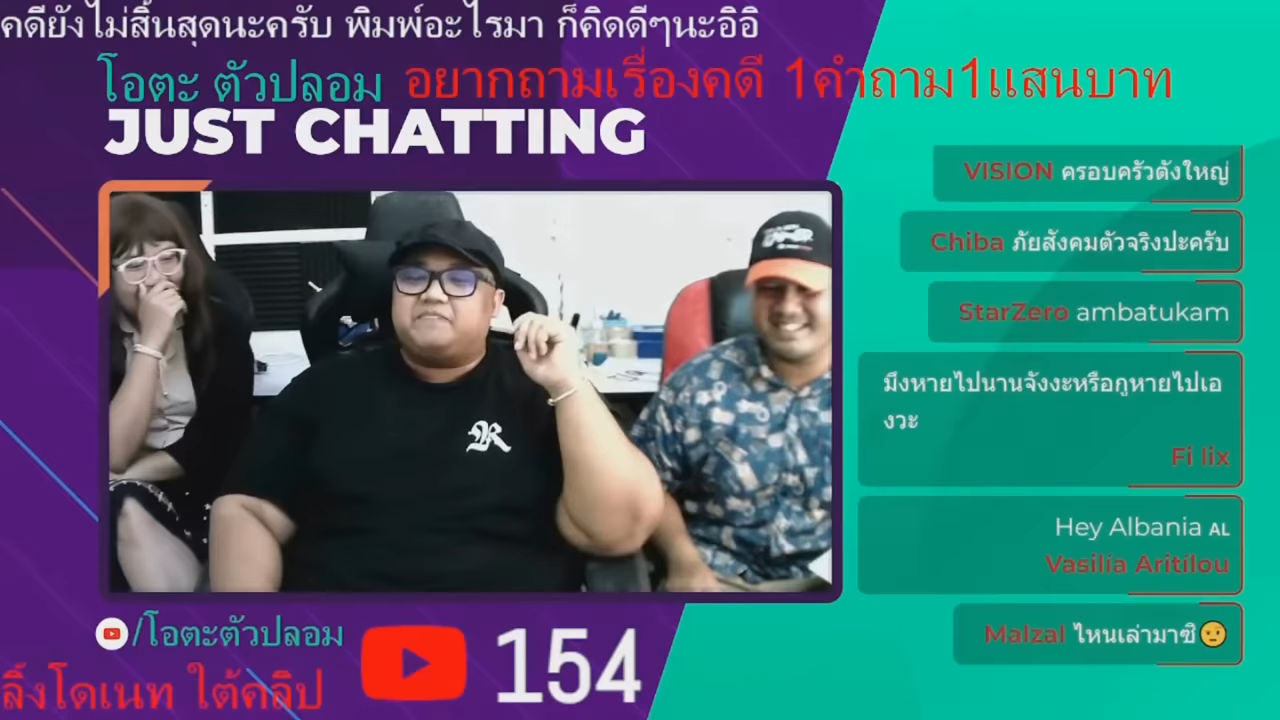 คดียังไม่สิ้นสุดนะครับ พิมพ์อะไรมา ก็คิดดีๆนะอิอิ
โอตะ ตัวปลอม อยากถามเรื่องคดี 1คำถาม1แสนบาท
JUST CHATTING
VISION ครอบครัวตังใหญ่
Chiba ภัยสังคมตัวจริงปะครับ
StarZero ambatukam
มึงหายไปนานจังงะหรือกูหายไปเอ
งวะ
Fi lix
Hey Albania AL
Vasilia Aritilou
Malzal ไหนเล่ามาซิ
R
/โอตะตัวปลอม
154
ลิ้งโดเนท ใต้คลิป